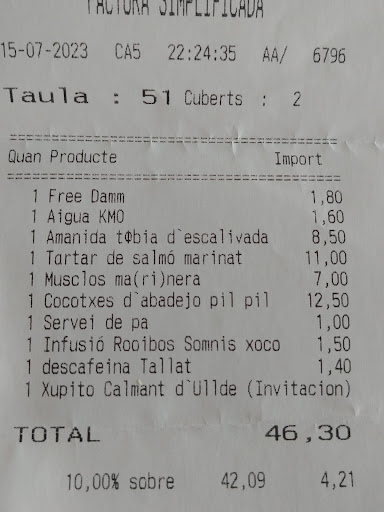 FACTURA SIMPLIFICADA
15-07-2023 CA5 22:24:35 AA/ 6796
Taula : 51 Cuberts : 2
Quan Producte Import
1 Free Damm 1,80
1 Aigua KM0 1,60
1 Amanida tΦbia d`escalivada 8,50
1 Tartar de salmó marinat 11,00
1 Musclos ma(ri)nera 7,00
1 Cocotxes d`abadejo pil pil 12,50
1 Servei de pa 1,00
1 Infusió Rooibos Somnis xoco 1,50
1 descafeina Tallat 1,40
1 Xupito Calmant d`Ullde (Invitacion)
TOTAL 46,30
10,00% sobre 42,09 4,21